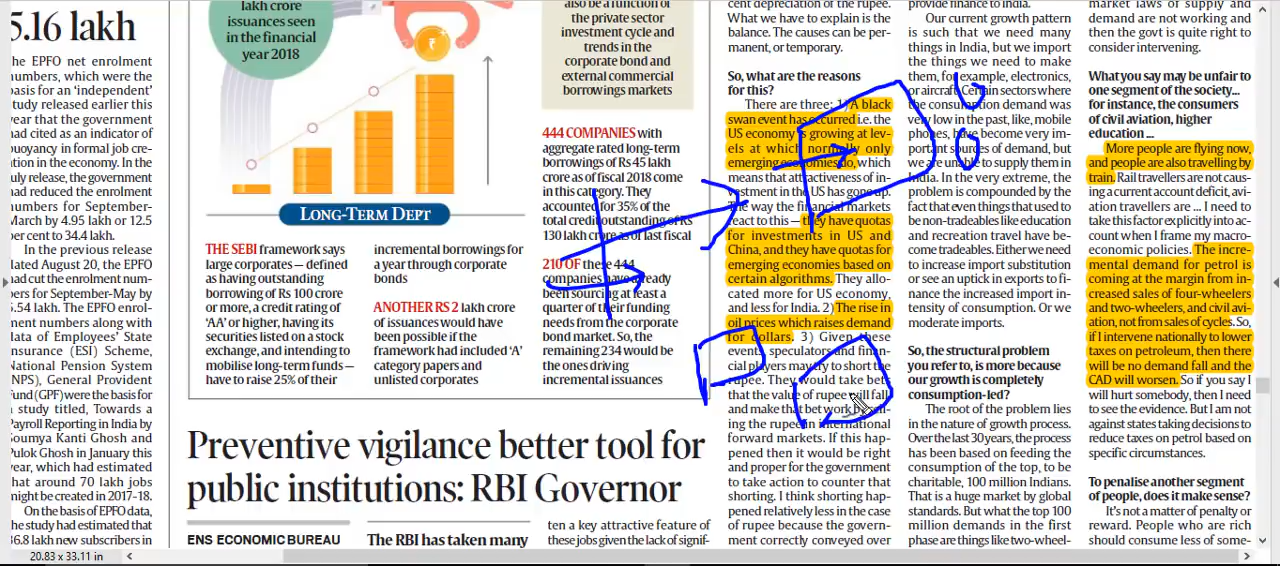 5.16 lakh
he EPFO net enrolment
numbers, which were the
basis for an 'independent'
study released earlier this
year that the government
had cited as an indicator of
buoyancy in formal job cre-
ation in the economy. In the
July release, the government
had reduced the enrolment
numbers for September-
March by 4.95 lakh or 12.5
per cent to 34.4 lakh.
In the previous release
dated August 20, the EPFO
had cut the enrolment num-
bers for September-May by
5.54 lakh. The EPFO enrol-
ment numbers along with
data of Employees' State
Insurance (ESI) Scheme,
National Pension System
(NPS), General Provident
Fund (GPF) were the basis for
a study titled, Towards a
Payroll Reporting in India by
Soumya Kanti Ghosh and
Pulok Ghosh in January this
year, which had estimated
that around 70 lakh jobs
might be created in 2017-18.
On the basis of EPFO data,
the study had estimated that
36.8 lakh new subscribers in
lakh crore
issuances seen
in the financial
year 2018
LONG-TERM DEPT
THE SEBI framework says
large corporates — defined
as having outstanding
borrowing of Rs 100 crore
or more, a credit rating of
'AA' or higher, having its
securities listed on a stock
exchange, and intending to
mobilise long-term funds —
have to raise 25% of their
incremental borrowings for
a year through corporate
bonds
ANOTHER RS 2 lakh crore
of issuances would have
been possible if the
framework had included 'A'
category papers and
unlisted corporates
also be a function of
the private sector
investment cycle and
trends in the
corporate bond and
external commercial
borrowings markets
444 COMPANIES with
aggregate rated long-term
borrowings of Rs 45 lakh
crore as of fiscal 2018 come
in this category. They
accounted for 35% of the
total credit outstanding of Rs
130 lakh crore as of last fiscal
210 OF these 444
companies have already
been sourcing at least a
quarter of their funding
needs from the corporate
bond market. So, the
remaining 234 would be
the ones driving
incremental issuances
Preventive vigilance better tool for
public institutions: RBI Governor
ENS ECONOMIC BUREAU
The RBI has taken many
ten a key attractive feature of
these jobs given the lack of signif-
cent depreciation of the rupee.
What we have to explain is the
balance. The causes can be per-
manent, or temporary.
So, what are the reasons
for this?
There are three: 1) A black
swan event has occurred i.e. the
US economy is growing at lev-
els at which normally only
emerging economies do, which
means that attractiveness of in-
vestment in the US has gone up.
The way the financial markets
react to this — they have quotas
for investments in US and
China, and they have quotas for
emerging economies based on
certain algorithms. They allo-
cated more for US economy,
and less for India. 2) The rise in
oil prices which raises demand
for dollars. 3) Given these
events, speculators and finan-
cial players may try to short the
rupee. They would take bets
that the value of rupee will fall
and make that bet work by sell-
ing the rupee in international
forward markets. If this hap-
pened then it would be right
and proper for the government
to take action to counter that
shorting. I think shorting hap-
pened relatively less in the case
of rupee because the govern-
ment correctly conveyed over
provide finance to India.
Our current growth pattern
is such that we need many
things in India, but we import
the things we need to make
them, for example, electronics,
or aircraft. Certain sectors where
the consumption demand was
very low in the past, like, mobile
phones, have become very im-
portant sources of demand, but
we are unable to supply them in
India. In the very extreme, the
problem is compounded by the
fact that even things that used to
be non-tradeables like education
and recreation travel have be-
come tradeables. Either we need
to increase import substitution
or see an uptick in exports to fi-
nance the increased import in-
tensity of consumption. Or we
moderate imports.
So, the structural problem
you refer to, is more because
our growth is completely
consumption-led?
The root of the problem lies
in the nature of growth process.
Over the last 30 years, the process
has been based on feeding the
consumption of the top, to be
charitable, 100 million Indians.
That is a huge market by global
standards. But what the top 100
million demands in the first
phase are things like two-wheel-
market laws of supply and
demand are not working and
then the govt is quite right to
consider intervening.
What you say may be unfair to
one segment of the society...
for instance, the consumers
of civil aviation, higher
education ...
More people are flying now,
and people are also travelling by
train. Rail travellers are not caus-
ing a current account deficit, avi-
ation travellers are ... I need to
take this factor explicitly into ac-
count when I frame my macro-
economic policies. The incre-
mental demand for petrol is
coming at the margin from in-
creased sales of four-wheelers
and two-wheelers, and civil avi-
ation, not from sales of cycles. So,
if I intervene nationally to lower
taxes on petroleum, then there
will be no demand fall and the
CAD will worsen. So if you say I
will hurt somebody, then I need
to see the evidence. But I am not
against states taking decisions to
reduce taxes on petrol based on
specific circumstances.
To penalise another segment
of people, does it make sense?
It's not a matter of penalty or
reward. People who are rich
should consume less of some-
20.83 x 33.11 in